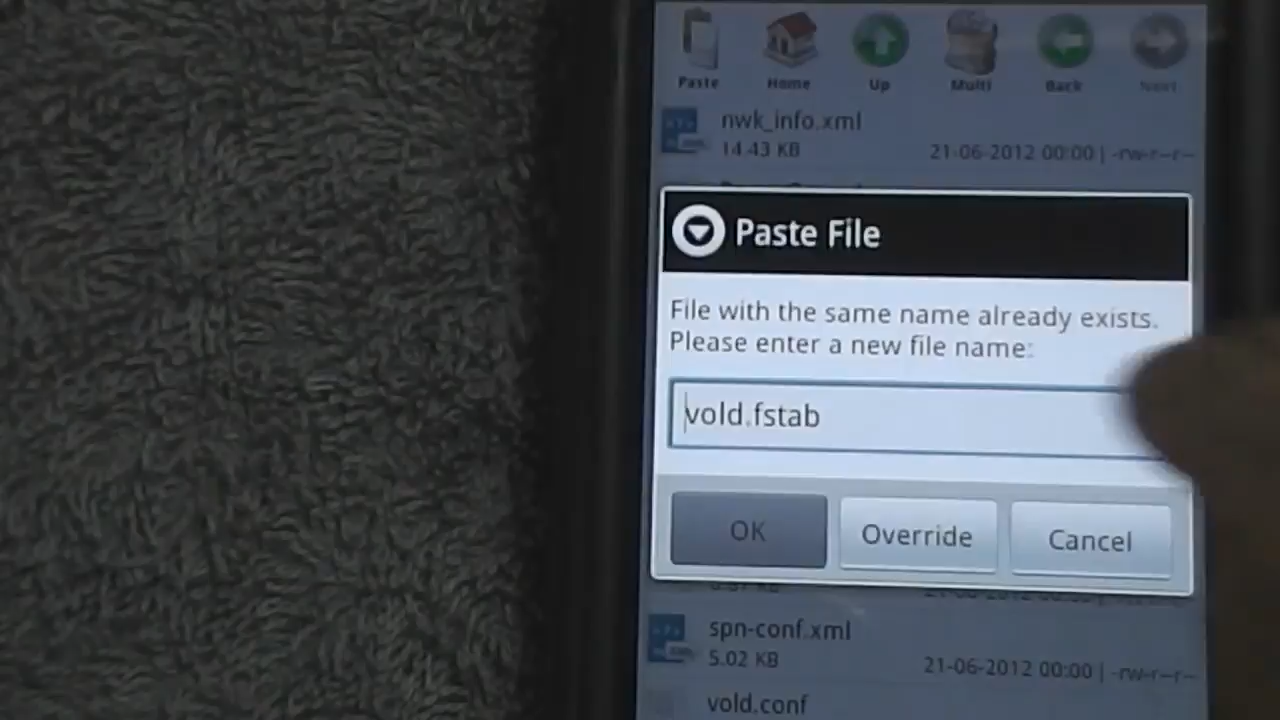 Paste Home Up Multi Back Next
nwk_info.xml
14.43 KB 21-06-2012 00:00 | -rw-r--r--
Paste File
File with the same name already exists.
Please enter a new file name:
vold.fstab
OK Override Cancel
spn-conf.xml
5.02 KB 21-06-2012 00:00 | -rw-r--r--
vold.conf